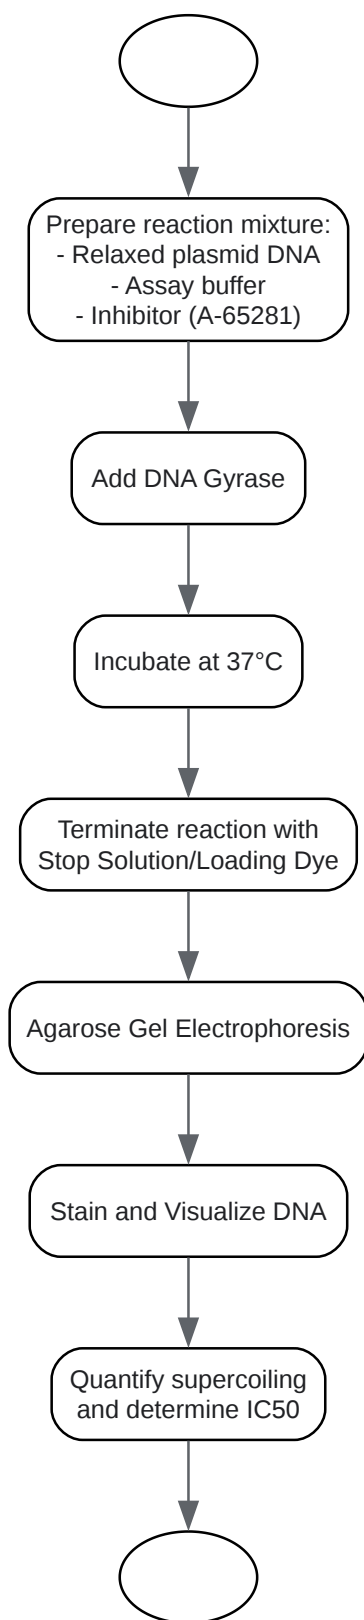 Prepare reaction mixture:
- Relaxed plasmid DNA
- Assay buffer
- Inhibitor (A-65281)
Add DNA Gyrase
Incubate at 37°C
Terminate reaction with
Stop Solution/Loading Dye
Agarose Gel Electrophoresis
Stain and Visualize DNA
Quantify supercoiling
and determine IC50